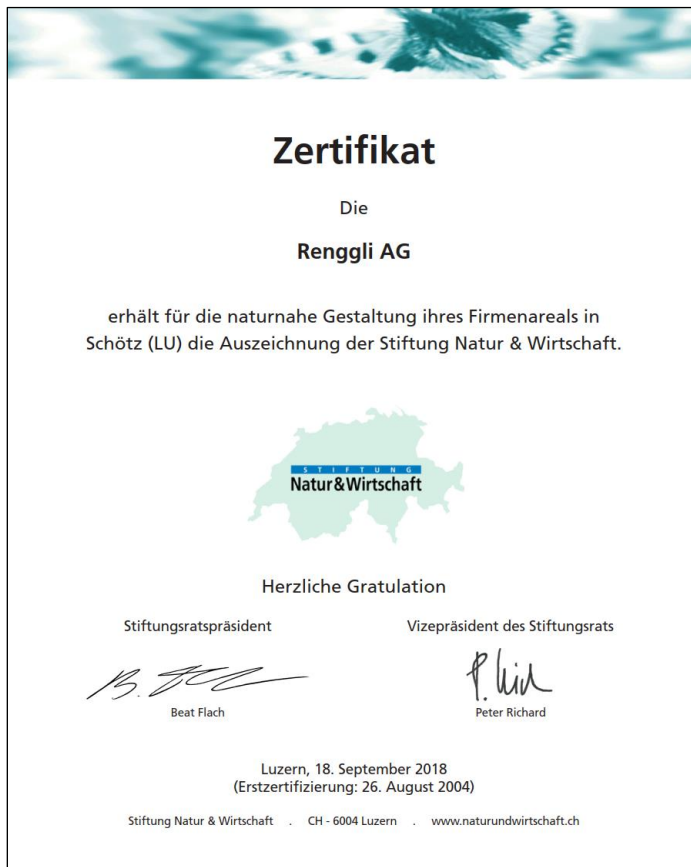 Zertifikat
Die
Renggli AG
erhält für die naturnahe Gestaltung ihres Firmenareals in
Schötz (LU) die Auszeichnung der Stiftung Natur & Wirtschaft.
STIFTUNG
Natur&Wirtschaft
Herzliche Gratulation
Stiftungsratspräsident
Vizepräsident des Stiftungsrats
Beat Flach
Peter Richard
Luzern, 18. September 2018
(Erstzertifizierung: 26. August 2004)
Stiftung Natur & Wirtschaft . CH - 6004 Luzern . www.naturundwirtschaft.ch